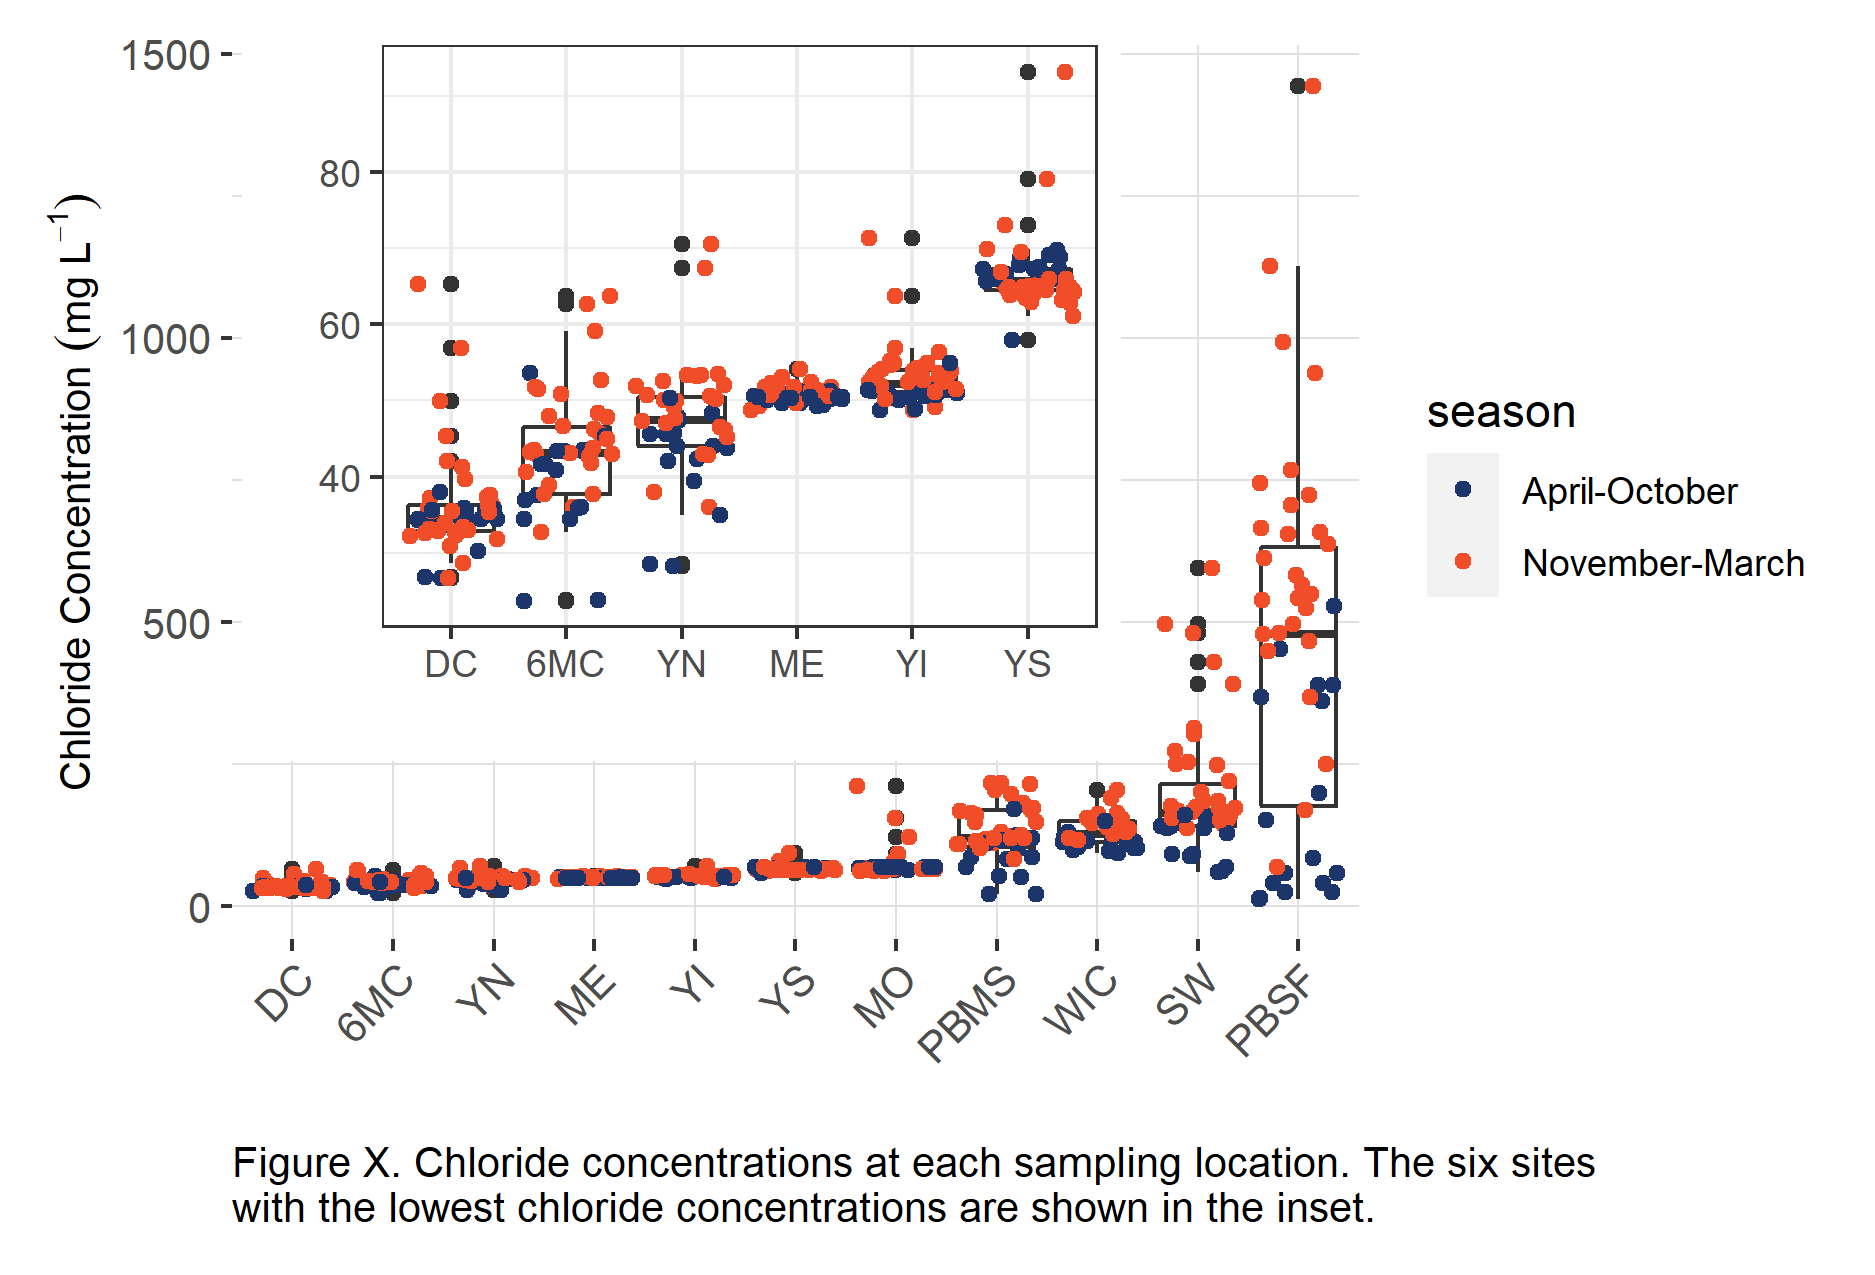 1500
1000
500
0
Chloride Concentration (mg L⁻¹)
80
60
40
DC 6MC YN ME YI YS
season
April-October
November-March
DC 6MC YN ME YI YS MO PBMS WIC SW PBSF
Figure X. Chloride concentrations at each sampling location. The six sites
with the lowest chloride concentrations are shown in the inset.